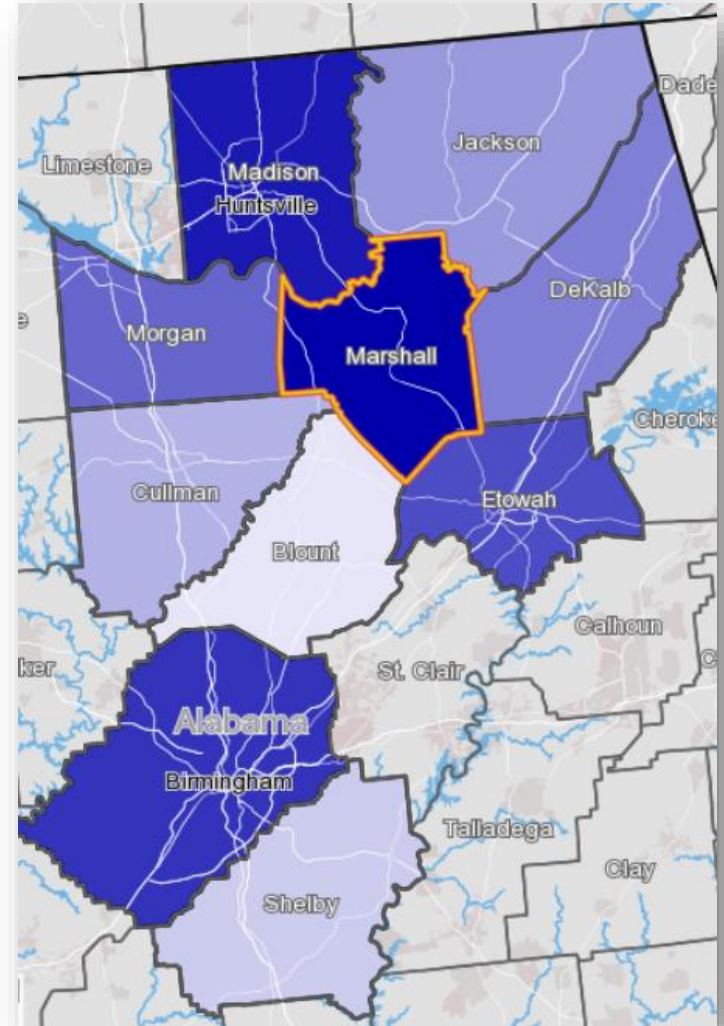 Dade
Jackson
Limestone
Madison
Huntsville
DeKalb
Morgan
Marshall
Cherok
Cullman
Etowah
Blount
Calhoun
ker
St. Clair
C
Alabama
Birmingham
Talladega
Clay
Shelby